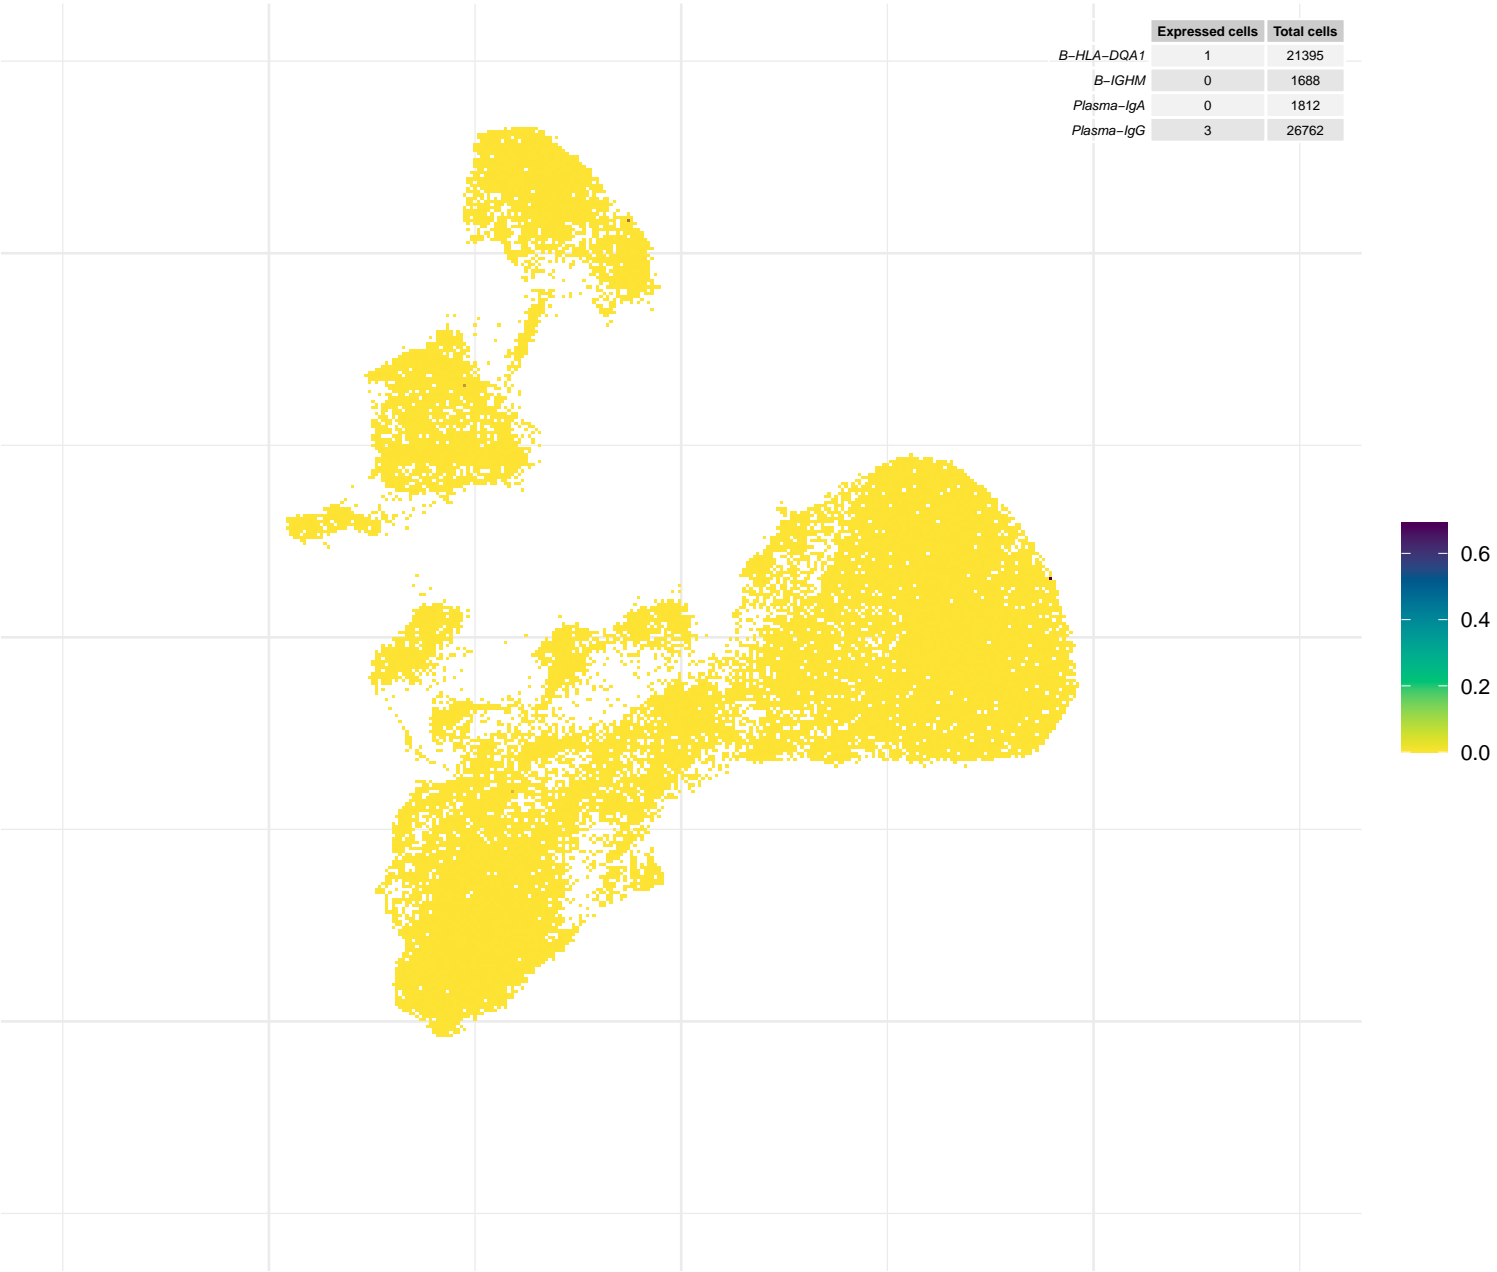 Expressed cells Total cells
B−HLA−DQA1 1 21395
B−IGHM 0 1688
Plasma−IgA 0 1812
Plasma−IgG 3 26762
0.6
0.4
0.2
0.0